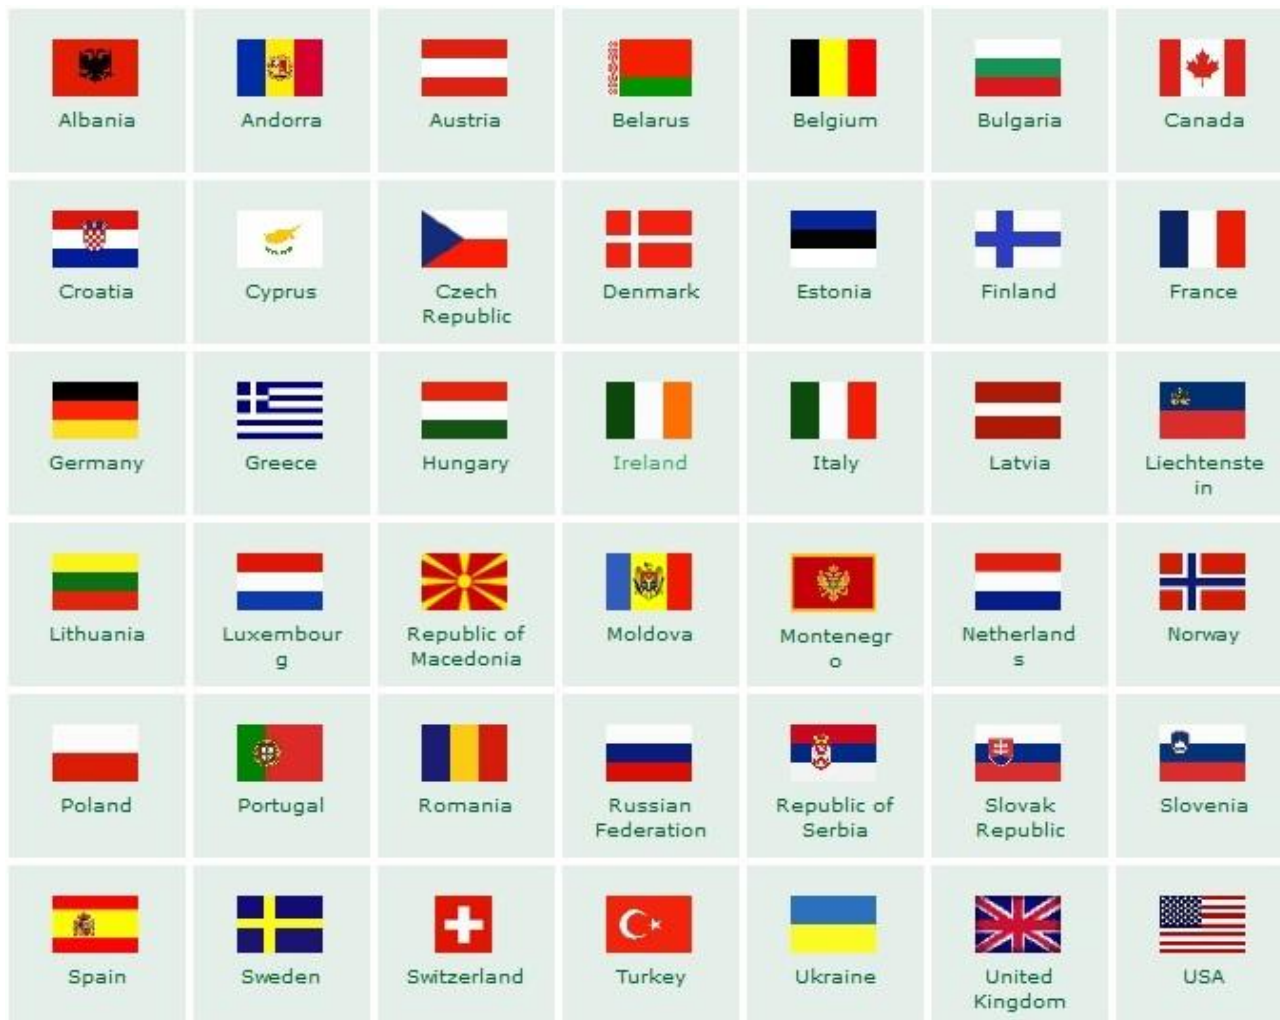 Albania
Andorra
Austria
Belarus
Belgium
Bulgaria
Canada
Croatia
Cyprus
Czech
Republic
Denmark
Estonia
Finland
France
Germany
Greece
Hungary
Ireland
Italy
Latvia
Liechtenste
in
Lithuania
Luxembour
g
Republic of
Macedonia
Moldova
Montenegr
o
Netherland
s
Norway
Poland
Portugal
Romania
Russian
Federation
Republic of
Serbia
Slovak
Republic
Slovenia
Spain
Sweden
Switzerland
Turkey
Ukraine
United
Kingdom
USA